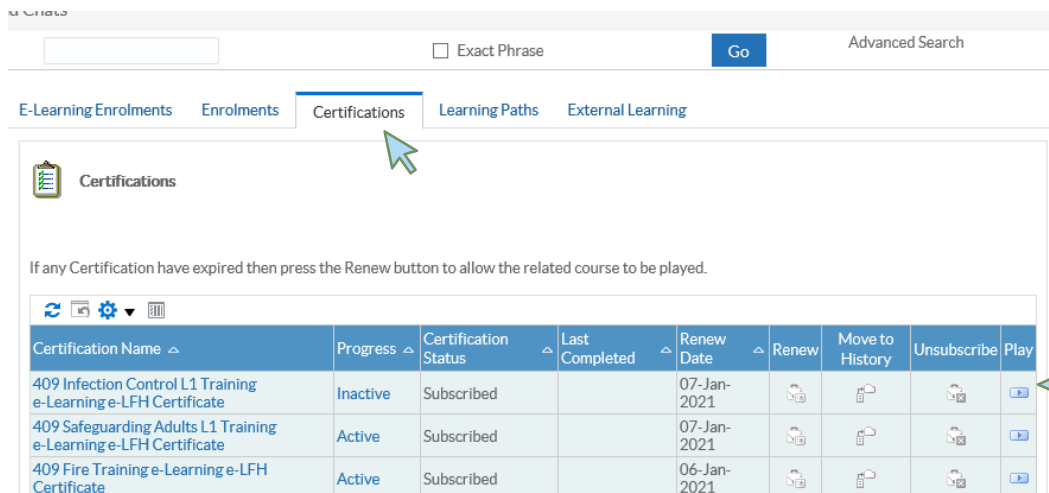 d Chats
Exact Phrase Go Advanced Search
E-Learning Enrolments Enrolments Certifications Learning Paths External Learning
Certifications
If any Certification have expired then press the Renew button to allow the related course to be played.
Certification Name Progress Certification Status Last Completed Renew Date Renew Move to History Unsubscribe Play
409 Infection Control L1 Training
e-Learning e-LFH Certificate
Inactive Subscribed 07-Jan-2021
409 Safeguarding Adults L1 Training
e-Learning e-LFH Certificate
Active Subscribed 07-Jan-2021
409 Fire Training e-Learning e-LFH
Certificate
Active Subscribed 06-Jan-2021